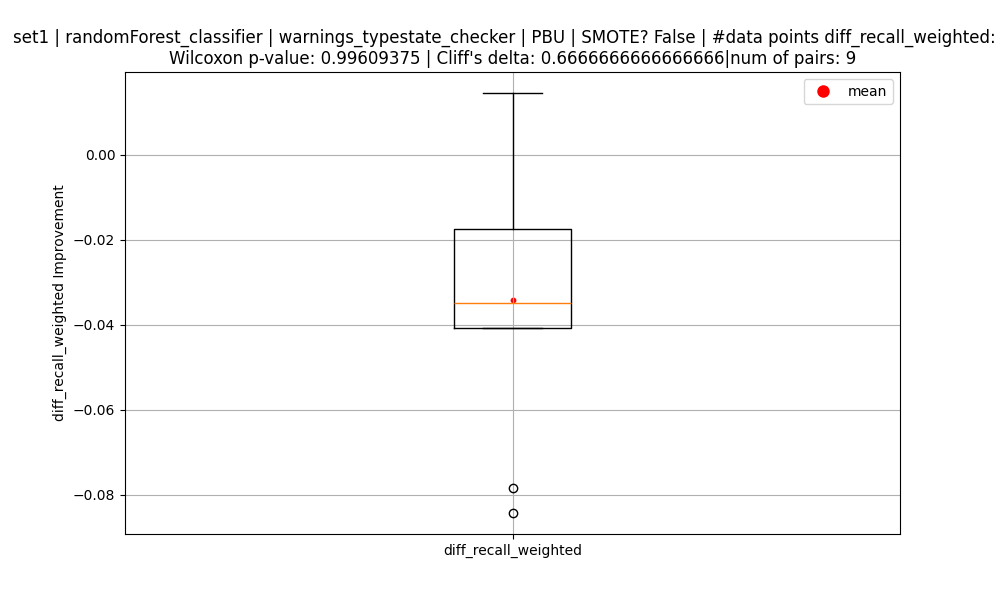 set1 | randomForest_classifier | warnings_typestate_checker | PBU | SMOTE? False | #data points diff_recall_weighted:
Wilcoxon p-value: 0.99609375 | Cliff's delta: 0.6666666666666666|num of pairs: 9
mean
0.00
−0.02
−0.04
−0.06
−0.08
diff_recall_weighted Improvement
diff_recall_weighted